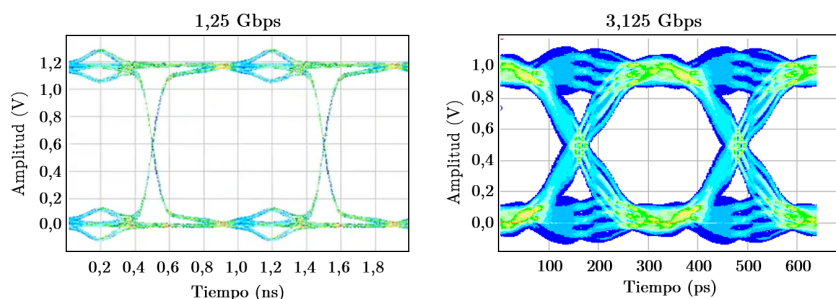 1,25 Gbps
Amplitud (V)
1,2
1,0
0,8
0,6
0,4
0,2
0,0
0,2 0,4 0,6 0,8 1,0 1,2 1,4 1,6 1,8
Tiempo (ns)
3,125 Gbps
Amplitud (V)
1,0
0,8
0,6
0,4
0,2
0,0
100 200 300 400 500 600
Tiempo (ps)